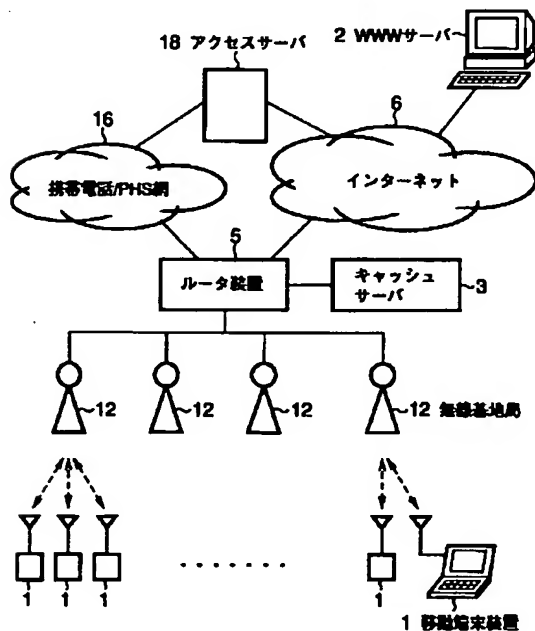 2 WWWサーバ
18 アクセスサーバ
16
6
携帯電話/PHS網
インターネット
5
ルータ装置
キャッシュ
サーバ
3
12
12
12
12 無線基地局
1
1
1
1
1 移動端末装置